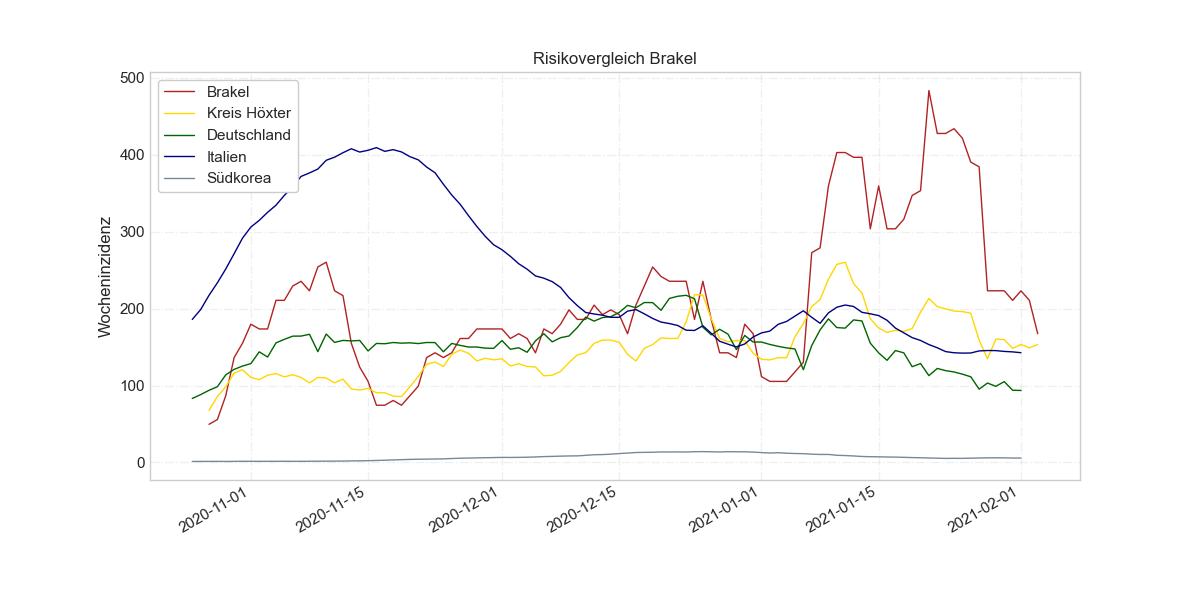 Risikovergleich Brakel
Wocheninzidenz
500
400
300
200
100
0
Brakel
Kreis Höxter
Deutschland
Italien
Südkorea
2020-11-01
2020-11-15
2020-12-01
2020-12-15
2021-01-01
2021-01-15
2021-02-01